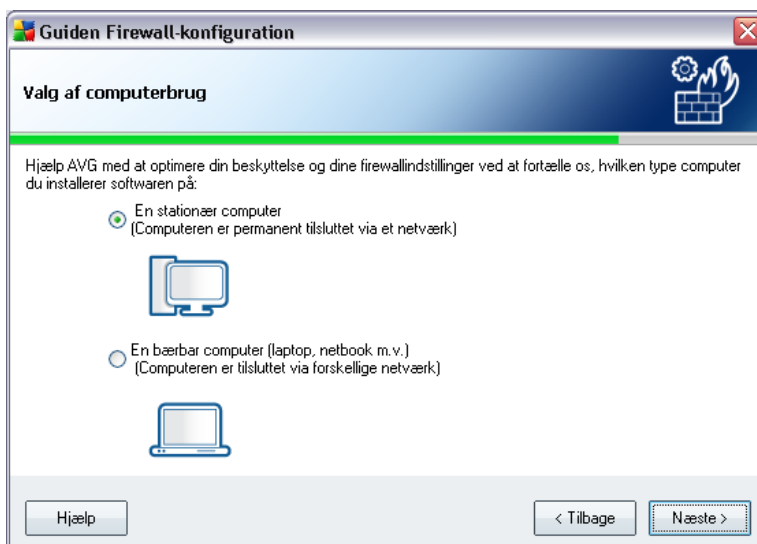 Guiden Firewall-konfiguration
Valg af computerbrug
Hjælp AVG med at optimere din beskyttelse og dine firewallindstillinger ved at fortælle os, hvilken type computer
du installerer softwaren på:
En stationær computer
(Computeren er permanent tilsluttet via et netværk)
En bærbar computer (laptop, netbook m.v.)
(Computeren er tilsluttet via forskellige netværk)
Hjælp
< Tilbage
Næste >